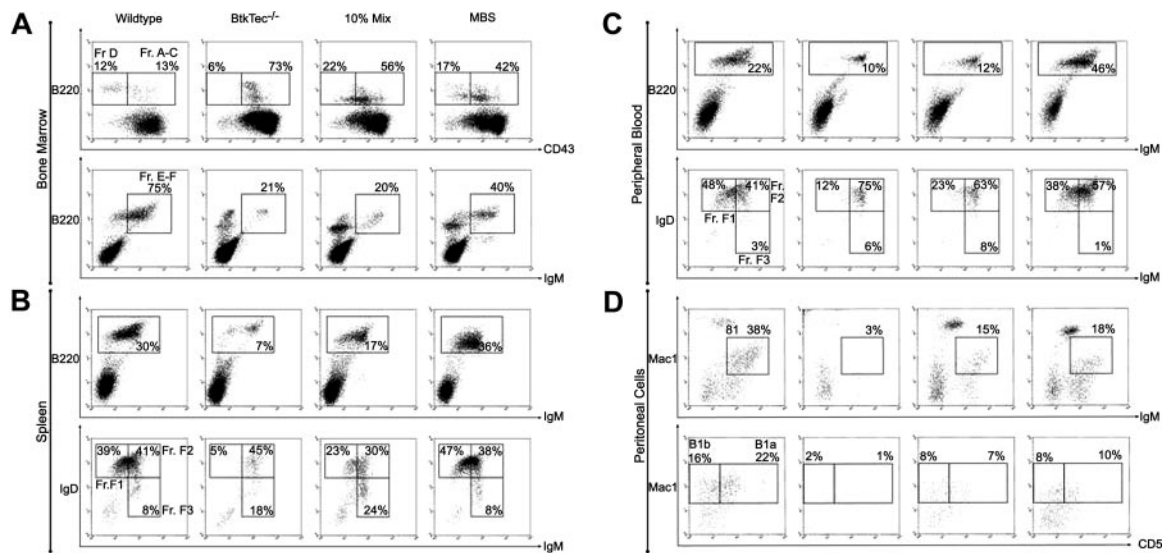 A
Wildtype BtkTec-/- 10% Mix MBS
Fr D Fr. A-C
12% 13% 6% 73% 22% 56% 17% 42%
B220
CD43
Bone Marrow
Fr. E-F
75% 21% 20% 40%
B220
IgM
B
B220
30% 7% 17% 36%
IgM
Spleen
39% 41% Fr. F2 5% 45% 23% 30% 47% 38%
IgD
Fr.F1
8% Fr. F3 18% 24% 8%
IgM
C
B220
22% 10% 12% 46%
IgM
Peripheral Blood
48% 41% Fr. F2 12% 75% 23% 63% 38% 57%
IgD
Fr. F1
3% 6% 8% 1%
Fr. F3
IgM
D
81 38% 3% 15% 18%
Mac1
IgM
Peritoneal Cells
B1b B1a
16% 22% 2% 1% 8% 7% 8% 10%
Mac1
CD5